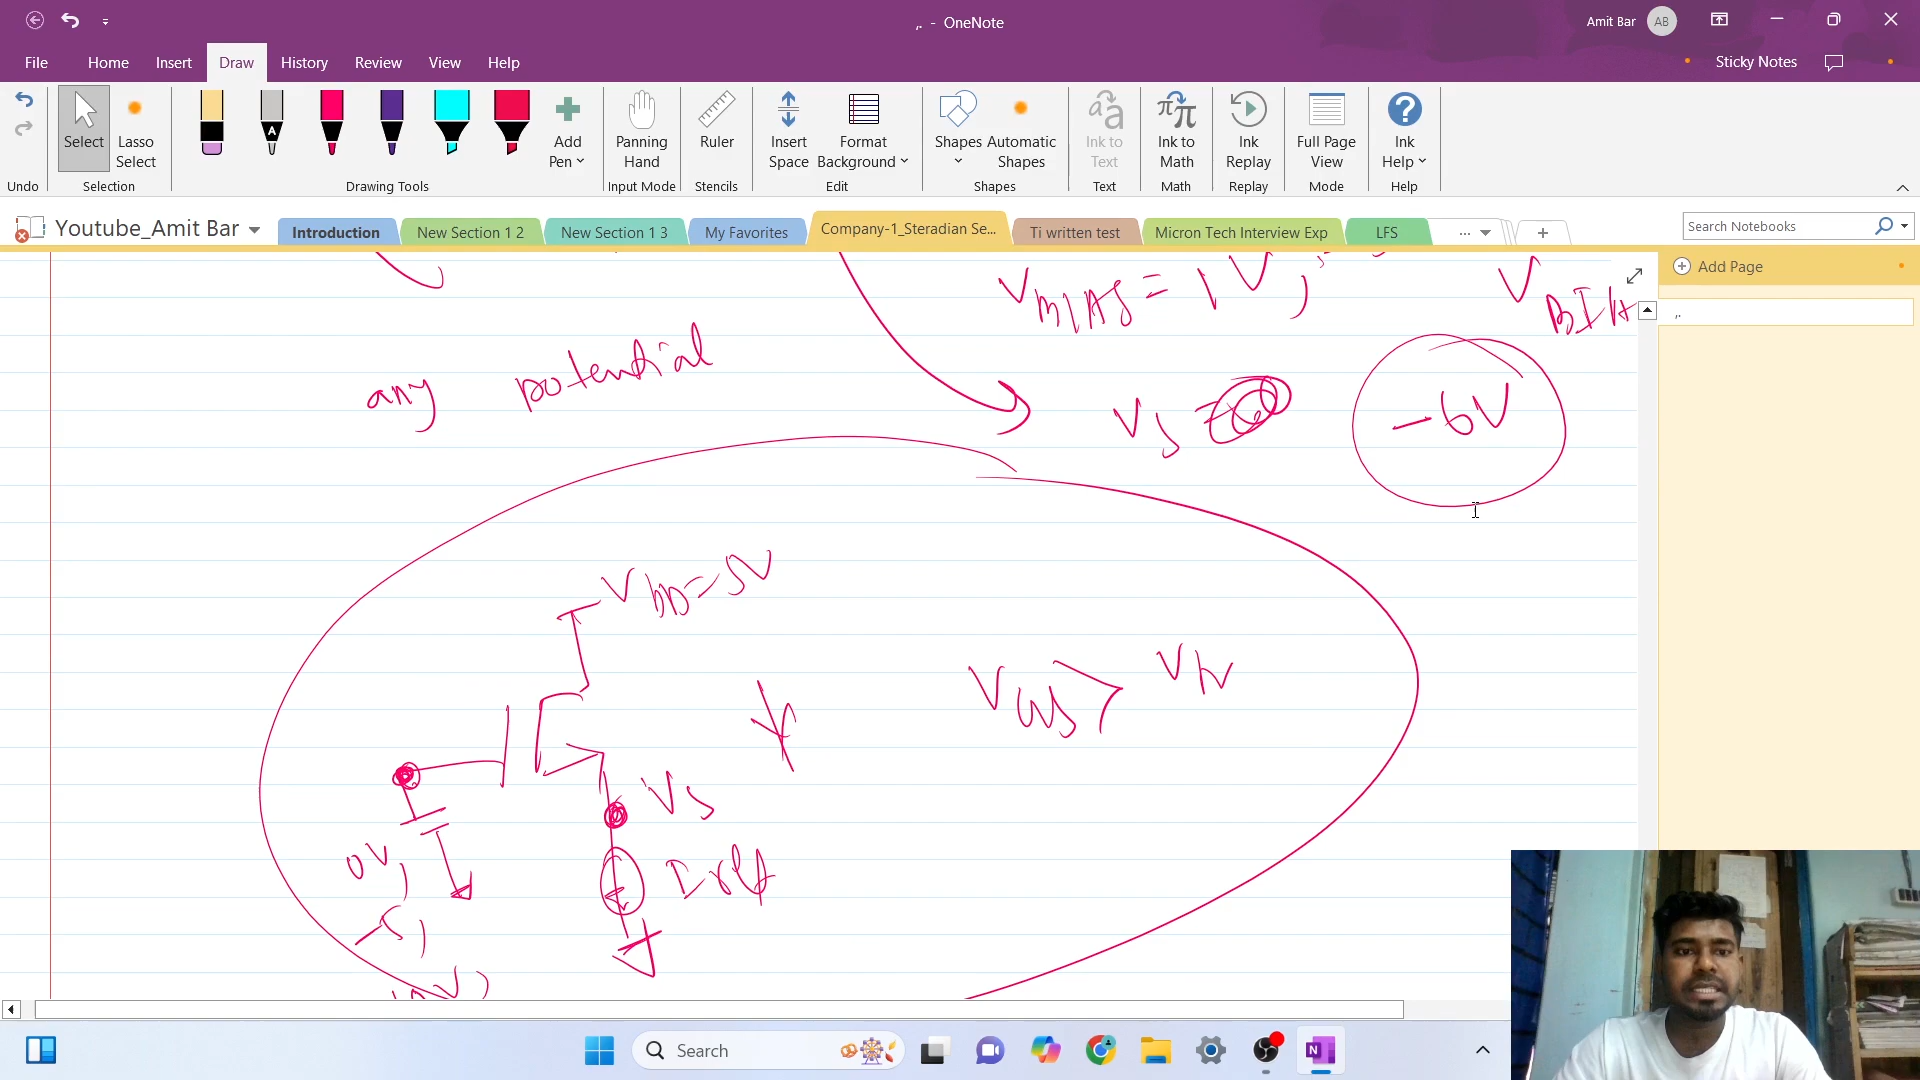 ,. - OneNote
Amit Bar AB
File Home Insert Draw History Review View Help
Sticky Notes
Select
Lasso Select
A
Add Pen
Panning Hand
Ruler
Insert Space
Format Background
Shapes
Automatic Shapes
Ink to Text
Ink to Math
Ink Replay
Full Page View
Ink Help
Undo Selection Drawing Tools Input Mode Stencils Edit Shapes Text Math Replay Mode Help
Youtube_Amit Bar
Introduction New Section 1 2 New Section 1 3 My Favorites Company-1_Steradian Se... Ti written test Micron Tech Interview Exp LFS ... +
Search Notebooks
Add Page
,.
VBIAS = 1V,
VBIA
any potential
Vs =
-6V
VDD = 5V
VGS > VTN
Vs
0V,
-5,
Iref
Search